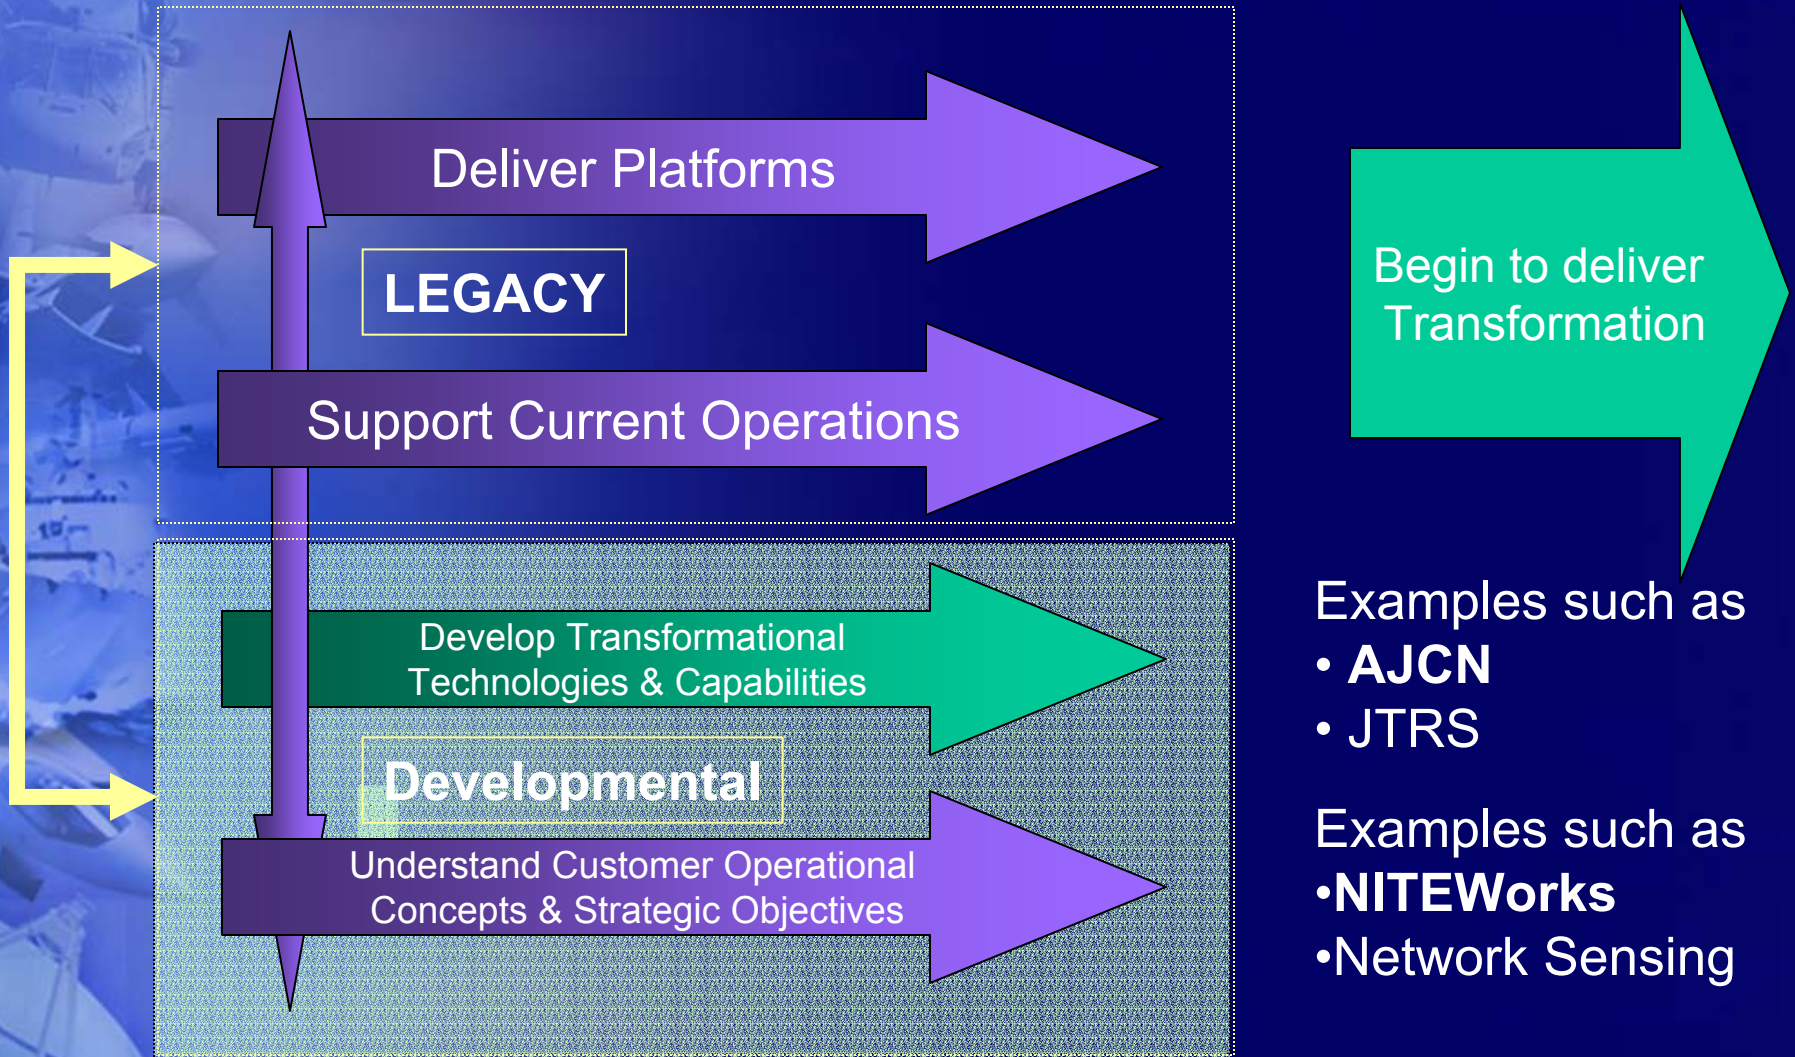 Deliver Platforms
LEGACY
Support Current Operations
Begin to deliver
Transformation
Develop Transformational
Technologies & Capabilities
Developmental
Understand Customer Operational
Concepts & Strategic Objectives
Examples such as
• AJCN
• JTRS
Examples such as
•NITEWorks
•Network Sensing